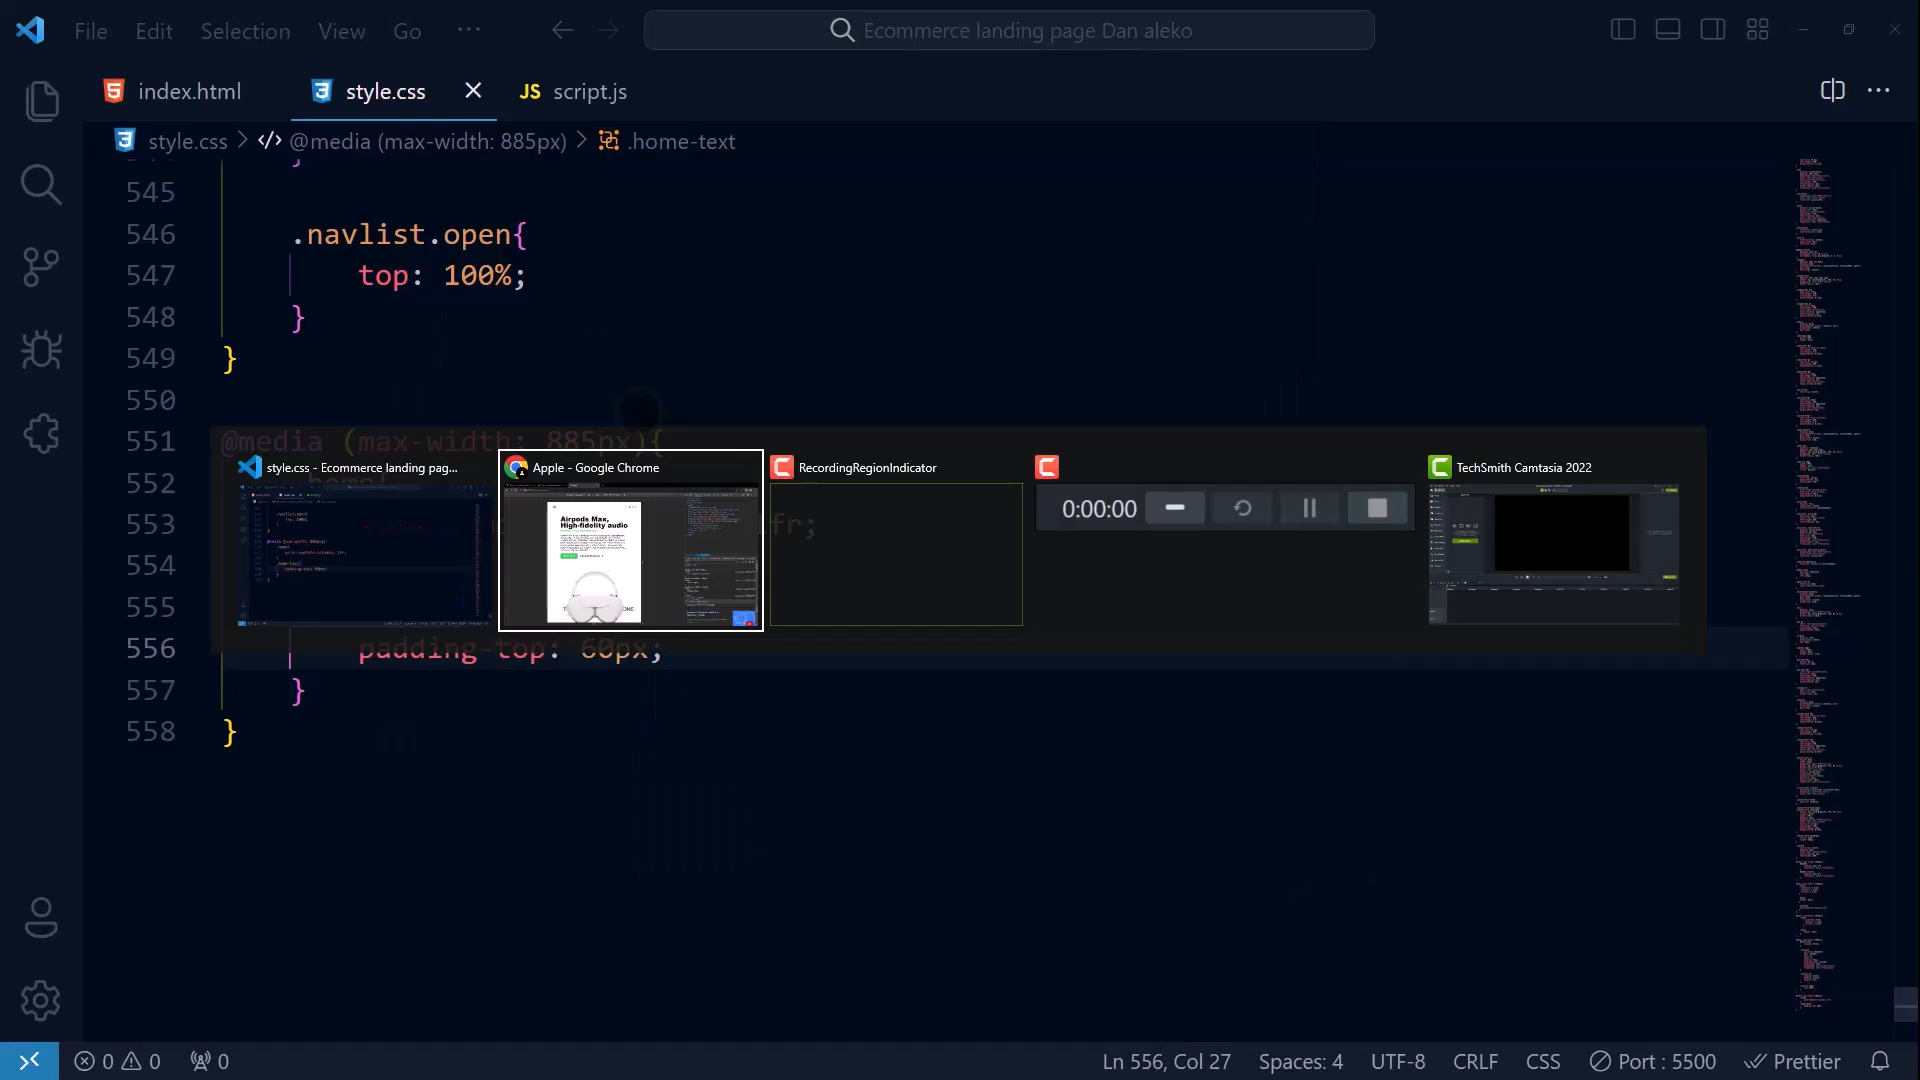 File Edit Selection View Go ··· Ecommerce landing page Dan aleko
index.html style.css JS script.js
style.css > @media (max-width: 885px) > .home-text
}
545
546 .navlist.open{
547 top: 100%;
548 }
549 }
550
551 @media (max-width: 885px){
style.css - Ecommerce landing pag... Apple - Google Chrome RecordingRegionIndicator TechSmith Camtasia 2022
552
0:00:00
Airpods Max,
High-fidelity audio
553 fr;
554
555
556 padding-top: 60px;
557 }
558 }
0 0 0 Ln 556, Col 27 Spaces: 4 UTF-8 CRLF CSS Port : 5500 Prettier